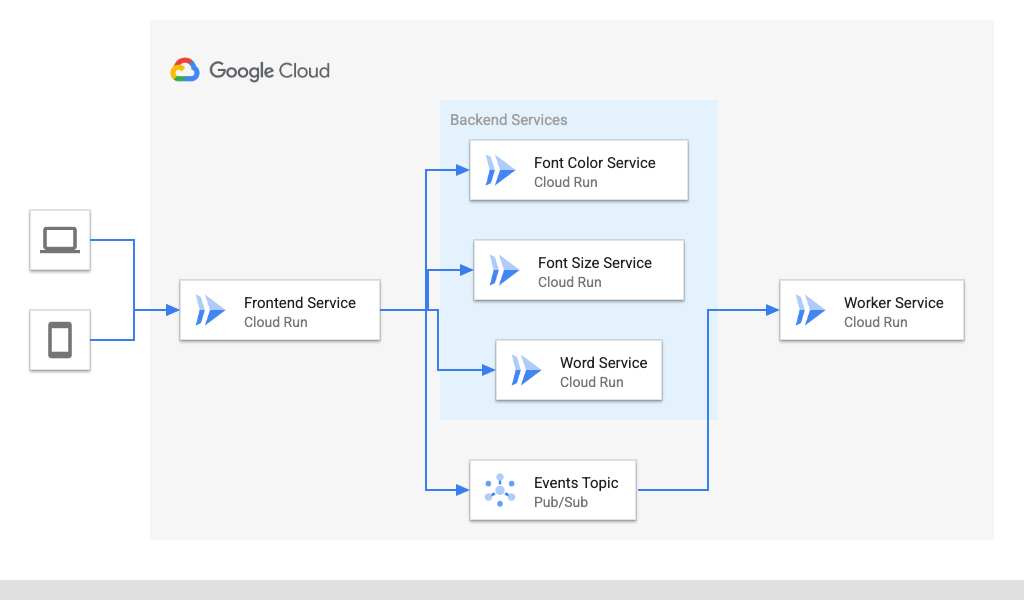 Google Cloud
Backend Services
Font Color Service
Cloud Run
Font Size Service
Cloud Run
Frontend Service
Cloud Run
Worker Service
Cloud Run
Word Service
Cloud Run
Events Topic
Pub/Sub